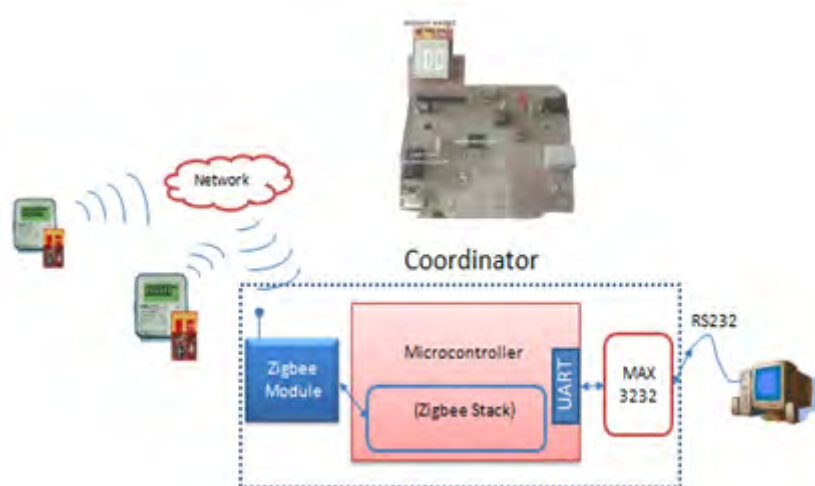 Network
Coordinator
Zigbee
Module
Microcontroller
(Zigbee Stack)
UART
MAX
3232
RS232